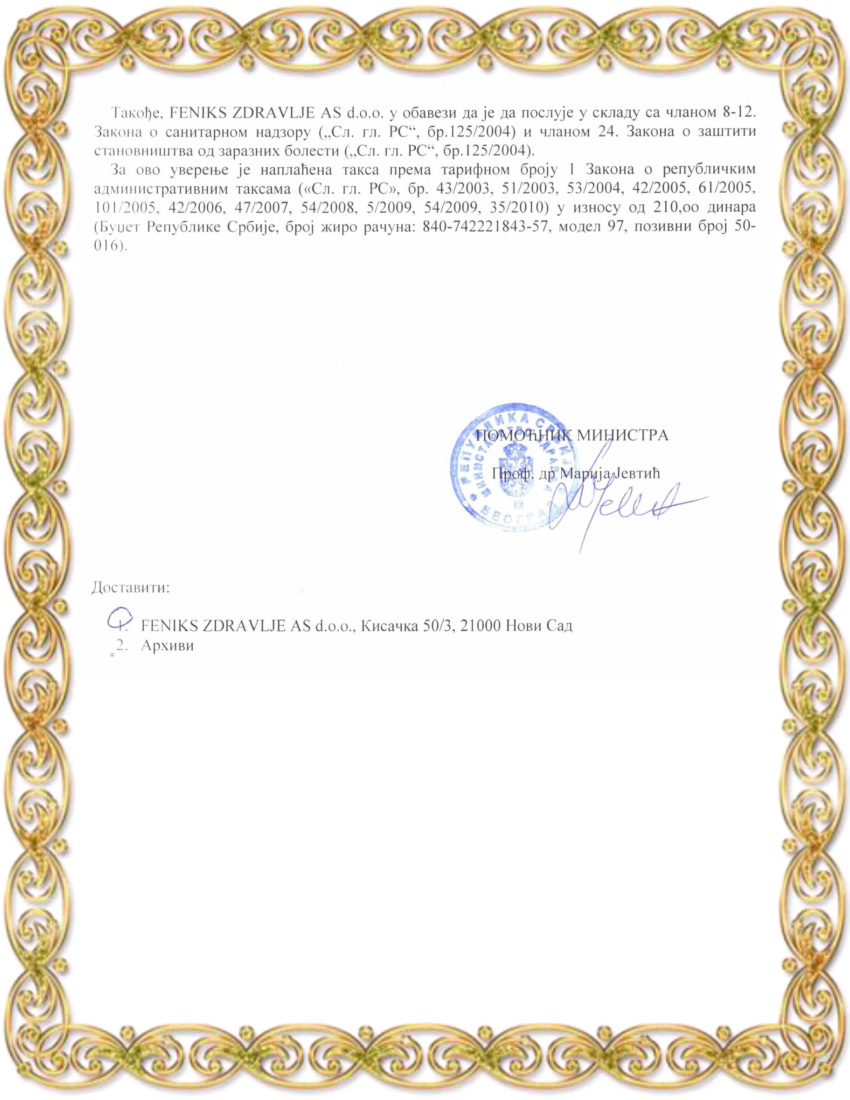 Такође, FENIKS ZDRAVLJE AS d.o.o. у обавези да је да послује у складу са чланом 8-12.
Закона о санитарном надзору („Сл. гл. РС“, бр.125/2004) и чланом 24. Закона о заштити
становништва од заразних болести („Сл. гл. РС“, бр.125/2004).
За ово уверење је наплаћена такса према тарифном броју 1 Закона о републичким
административним таксама («Сл. гл. РС», бр. 43/2003, 51/2003, 53/2004, 42/2005, 61/2005,
101/2005, 42/2006, 47/2007, 54/2008, 5/2009, 54/2009, 35/2010) у износу од 210,оо динара
(Буџет Републике Србије, број жиро рачуна: 840-742221843-57, модел 97, позивни број 50-
016).
РЕПУБЛИКА СРБИЈА
МИНИСТАРСТВО ЗДРАВЉА
БЕОГРАД
ПОМОЋНИК МИНИСТРА
Проф. др Марија Јевтић
Доставити:
1. FENIKS ZDRAVLJE AS d.o.o., Кисачка 50/3, 21000 Нови Сад
2. Архиви